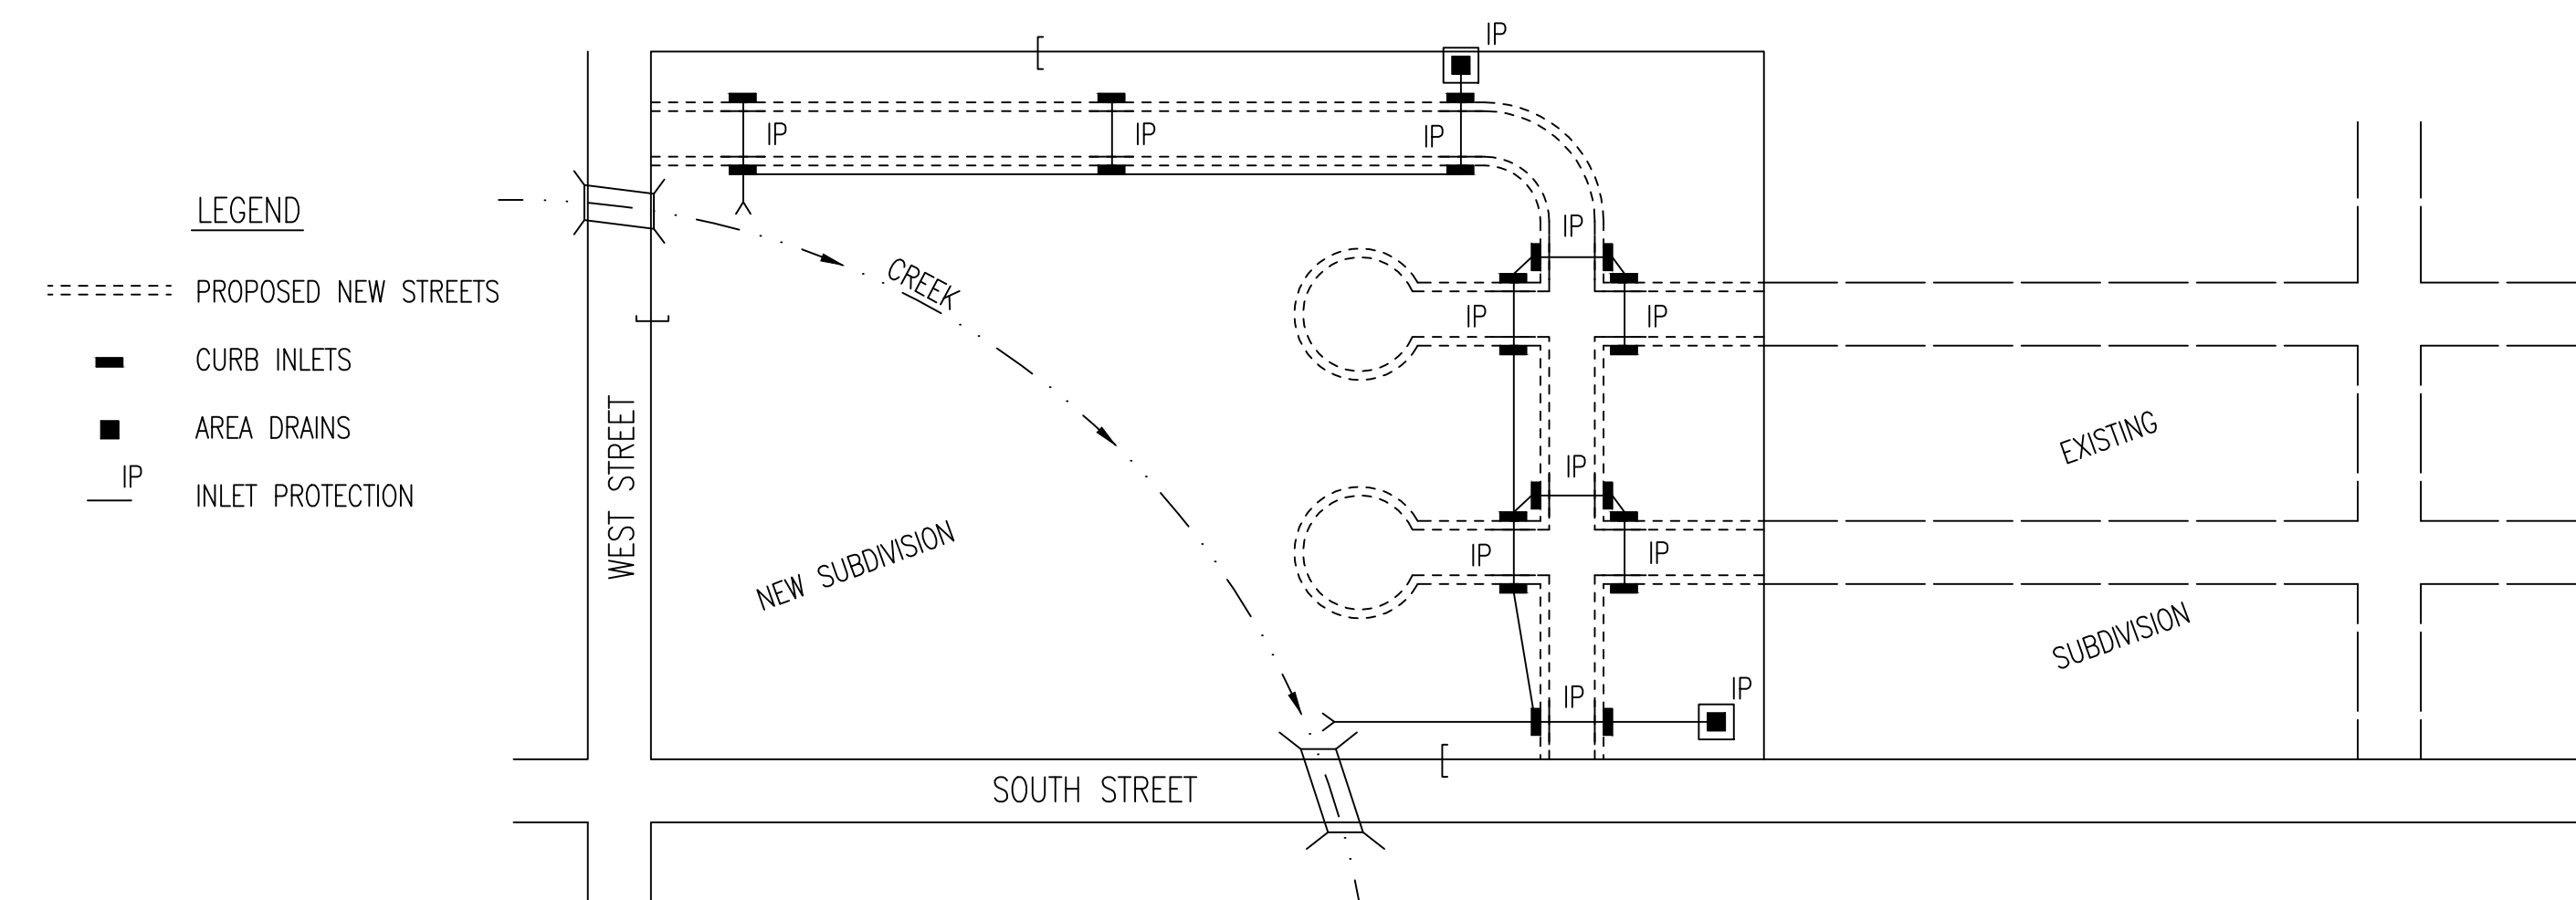 LEGEND
PROPOSED NEW STREETS
CURB INLETS
AREA DRAINS
IP
INLET PROTECTION
IP
IP
IP
IP
CREEK
IP
IP
IP
WEST STREET
EXISTING
IP
NEW SUBDIVISION
IP
IP
SUBDIVISION
IP
IP
SOUTH STREET